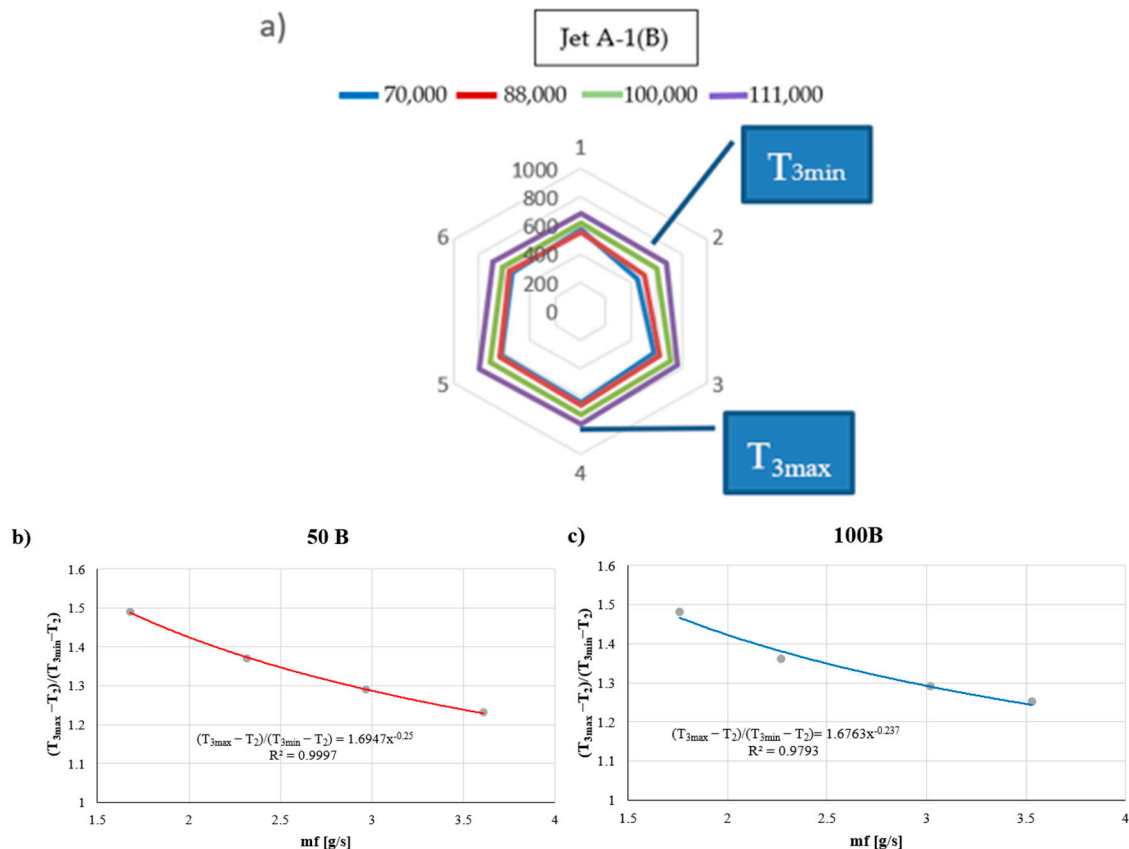 a)
Jet A-1(B)
70,000 88,000 100,000 111,000
T3min
1
1000
800
600
400
200
0
6
2
5
3
4
T3max
b)
50 B
(T3max−T2)/(T3min−T2)
1.6
1.5
1.4
1.3
1.2
1.1
1
(T3max − T2)/(T3min − T2) = 1.6947x^-0.25
R² = 0.9997
1.5 2 2.5 3 3.5 4
mf [g/s]
c)
100B
(T3max−T2)/(T3min−T2)
1.6
1.5
1.4
1.3
1.2
1.1
1
(T3max − T2)/(T3min − T2)= 1.6763x^-0.237
R² = 0.9793
1.5 2 2.5 3 3.5 4
mf [g/s]